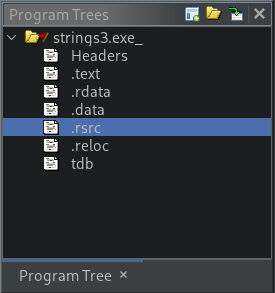 Program Trees
strings3.exe_
Headers
.text
.rdata
.data
.rsrc
.reloc
tdb
Program Tree ×